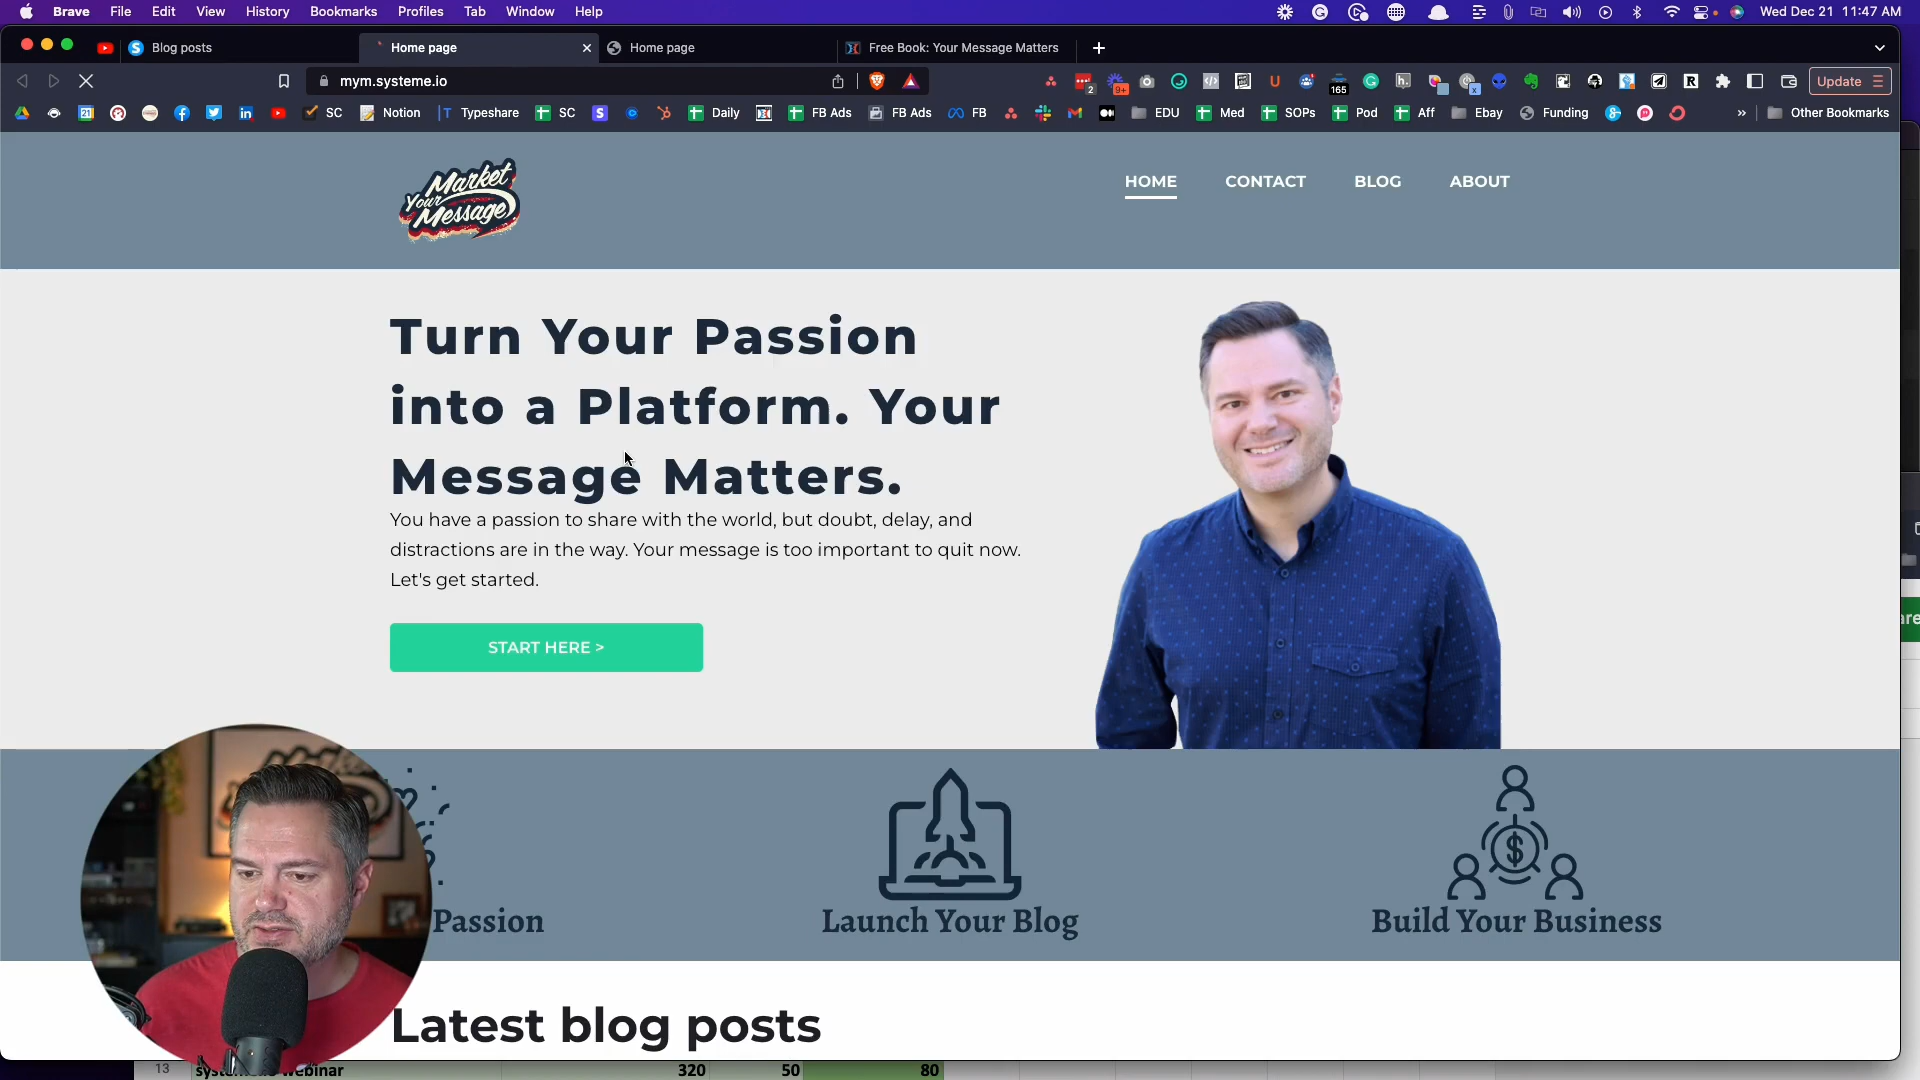 Brave File Edit View History Bookmarks Profiles Tab Window Help Wed Dec 21 11:47 AM
Blog posts Home page Home page Free Book: Your Message Matters
mym.systeme.io Update
SC Notion Typeshare SC Daily FB Ads FB Ads FB EDU Med SOPs Pod Aff Ebay Funding Other Bookmarks
Market
Your
Message
HOME CONTACT BLOG ABOUT
Turn Your Passion
into a Platform. Your
Message Matters.
You have a passion to share with the world, but doubt, delay, and
distractions are in the way. Your message is too important to quit now.
Let's get started.
START HERE >
Passion
Launch Your Blog
Build Your Business
Latest blog posts
13 320 50 80